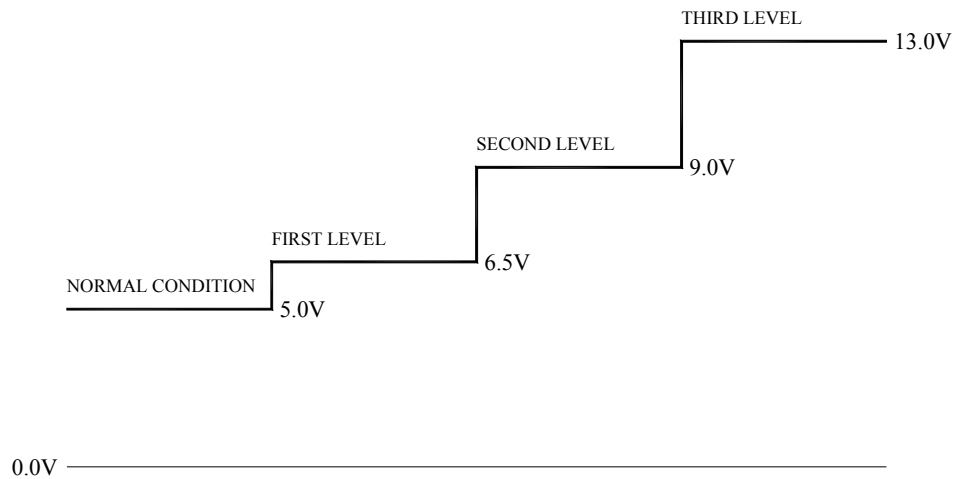 THIRD LEVEL
13.0V
SECOND LEVEL
9.0V
FIRST LEVEL
6.5V
NORMAL CONDITION
5.0V
0.0V